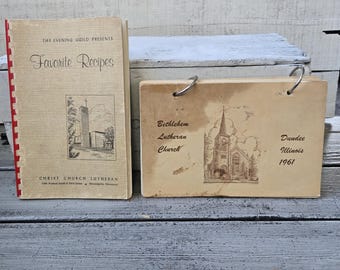 THE EVENING GUILD PRESENTS
Favorite Recipes
CHRIST CHURCH LUTHERAN
Bethlehem
Lutheran
Church
Dundee
Illinois
1961